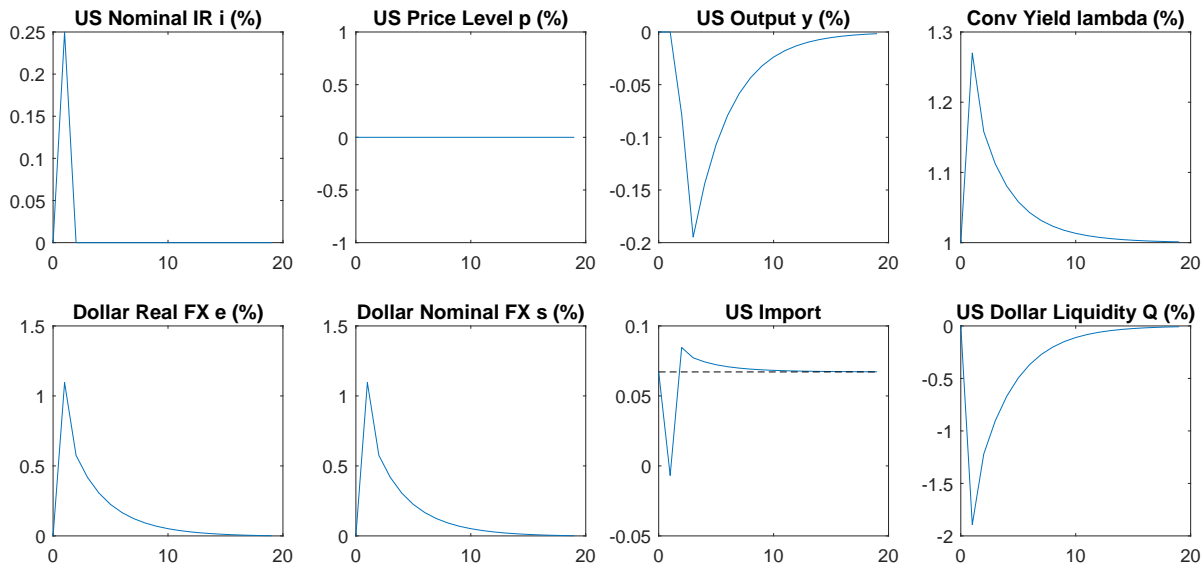 US Nominal IR i (%)
0.25
0.2
0.15
0.1
0.05
0
0 10 20
US Price Level p (%)
1
0.5
0
-0.5
-1
0 10 20
US Output y (%)
0
-0.05
-0.1
-0.15
-0.2
0 10 20
Conv Yield lambda (%)
1.3
1.2
1.1
1
0 10 20
Dollar Real FX e (%)
1.5
1
0.5
0
0 10 20
Dollar Nominal FX s (%)
1.5
1
0.5
0
0 10 20
US Import
0.1
0.05
0
-0.05
0 10 20
US Dollar Liquidity Q (%)
0
-0.5
-1
-1.5
-2
0 10 20